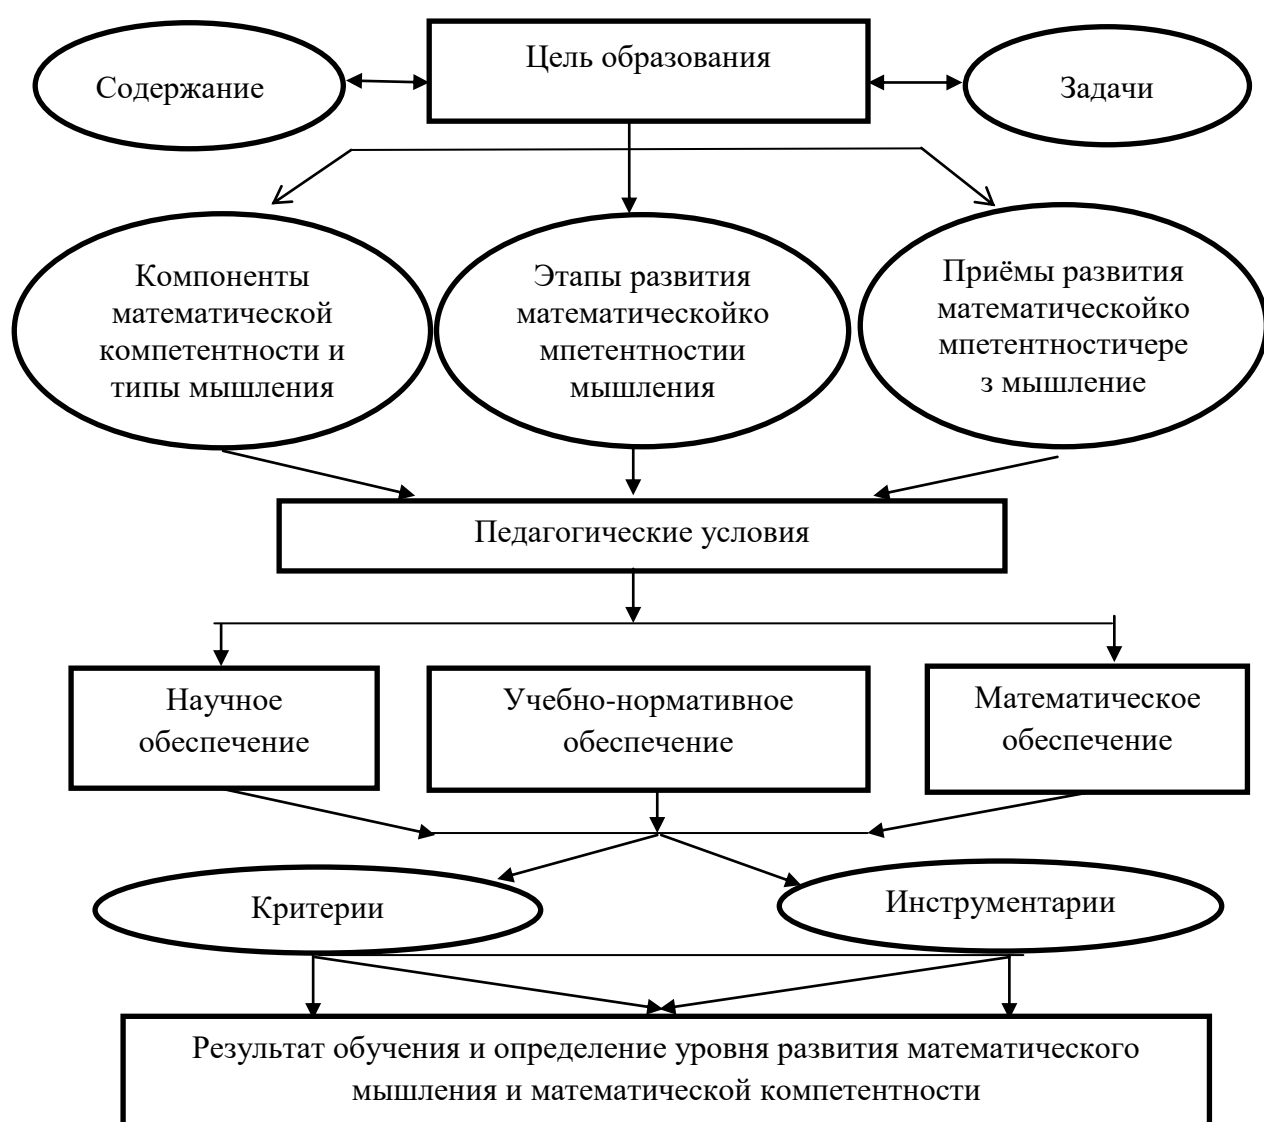 Содержание
Цель образования
Задачи
Компоненты
математической
компетентности и
типы мышления
Этапы развития
математическойко
мпетентностии
мышления
Приёмы развития
математическойко
мпетентностичере
з мышление
Педагогические условия
Научное
обеспечение
Учебно-нормативное
обеспечение
Математическое
обеспечение
Критерии
Инструментарии
Результат обучения и определение уровня развития математического
мышления и математической компетентности